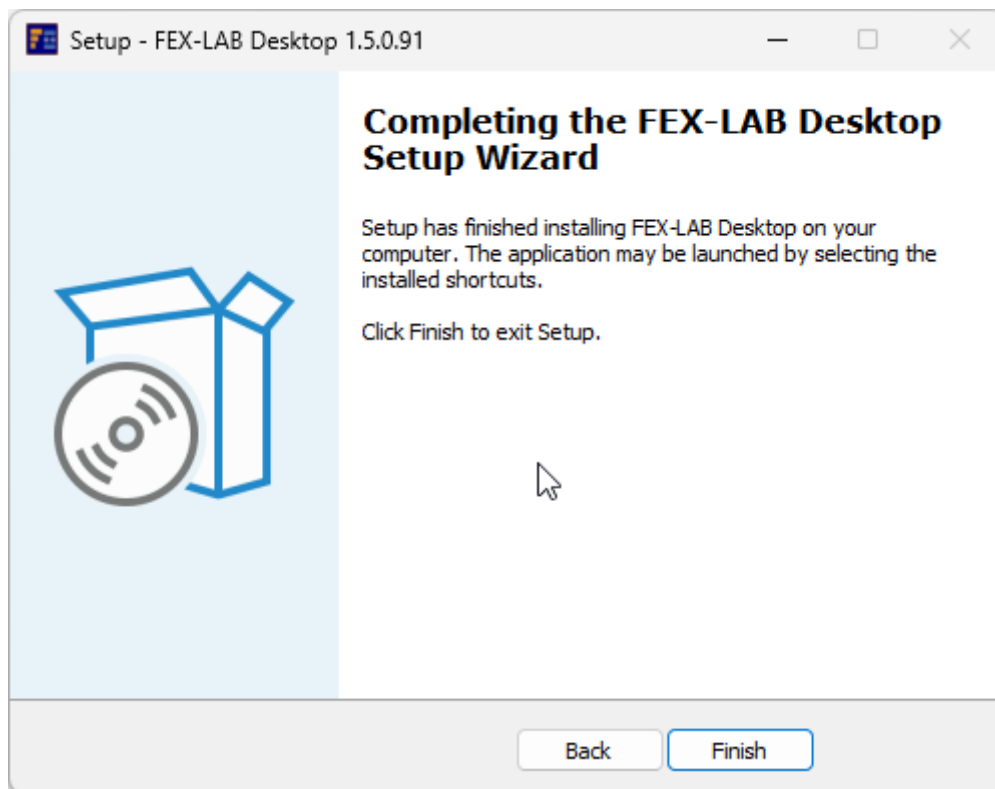 Setup - FEX-LAB Desktop 1.5.0.91
Completing the FEX-LAB Desktop
Setup Wizard
Setup has finished installing FEX-LAB Desktop on your
computer. The application may be launched by selecting the
installed shortcuts.
Click Finish to exit Setup.
Back
Finish